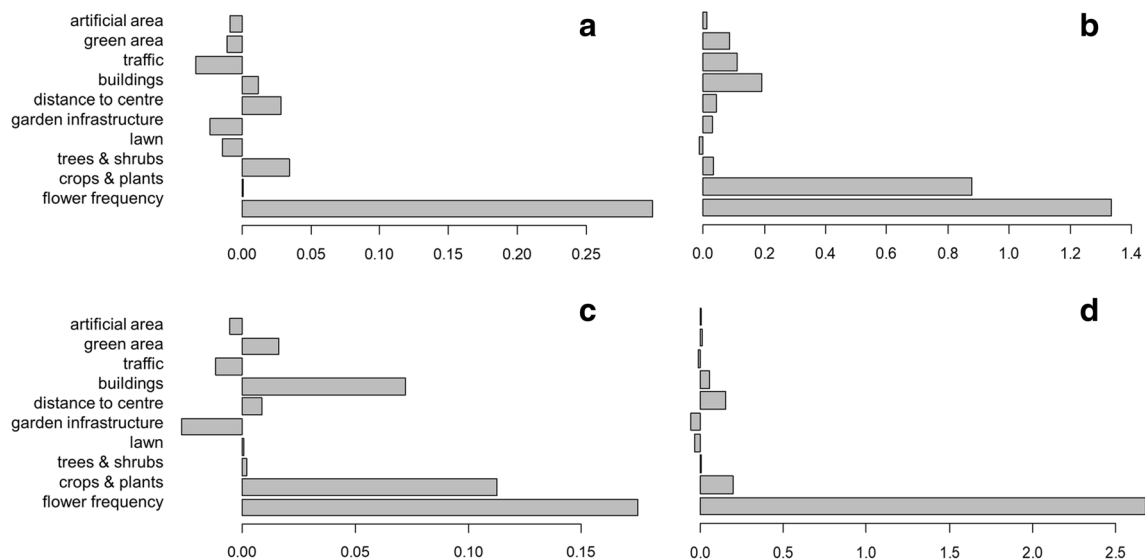 a
artificial area
green area
traffic
buildings
distance to centre
garden infrastructure
lawn
trees & shrubs
crops & plants
flower frequency
0.00 0.05 0.10 0.15 0.20 0.25
b
0.0 0.2 0.4 0.6 0.8 1.0 1.2 1.4
c
artificial area
green area
traffic
buildings
distance to centre
garden infrastructure
lawn
trees & shrubs
crops & plants
flower frequency
0.00 0.05 0.10 0.15
d
0.0 0.5 1.0 1.5 2.0 2.5